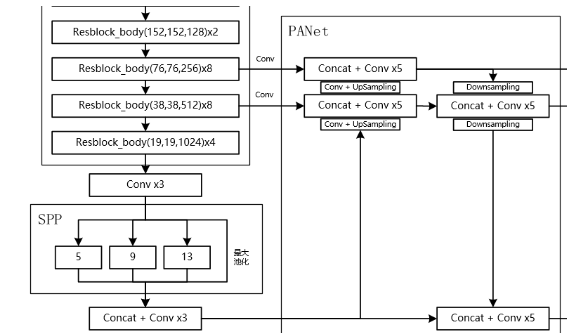 Resblock_body(152,152,128)x2
PANet
Resblock_body(76,76,256)x8
Conv
Concat + Conv x5
Conv + UpSampling
Downsampling
Resblock_body(38,38,512)x8
Conv
Concat + Conv x5
Concat + Conv x5
Conv + UpSampling
Downsampling
Resblock_body(19,19,1024)x4
Conv x3
SPP
5
9
13
最大
池化
Concat + Conv x3
Concat + Conv x5